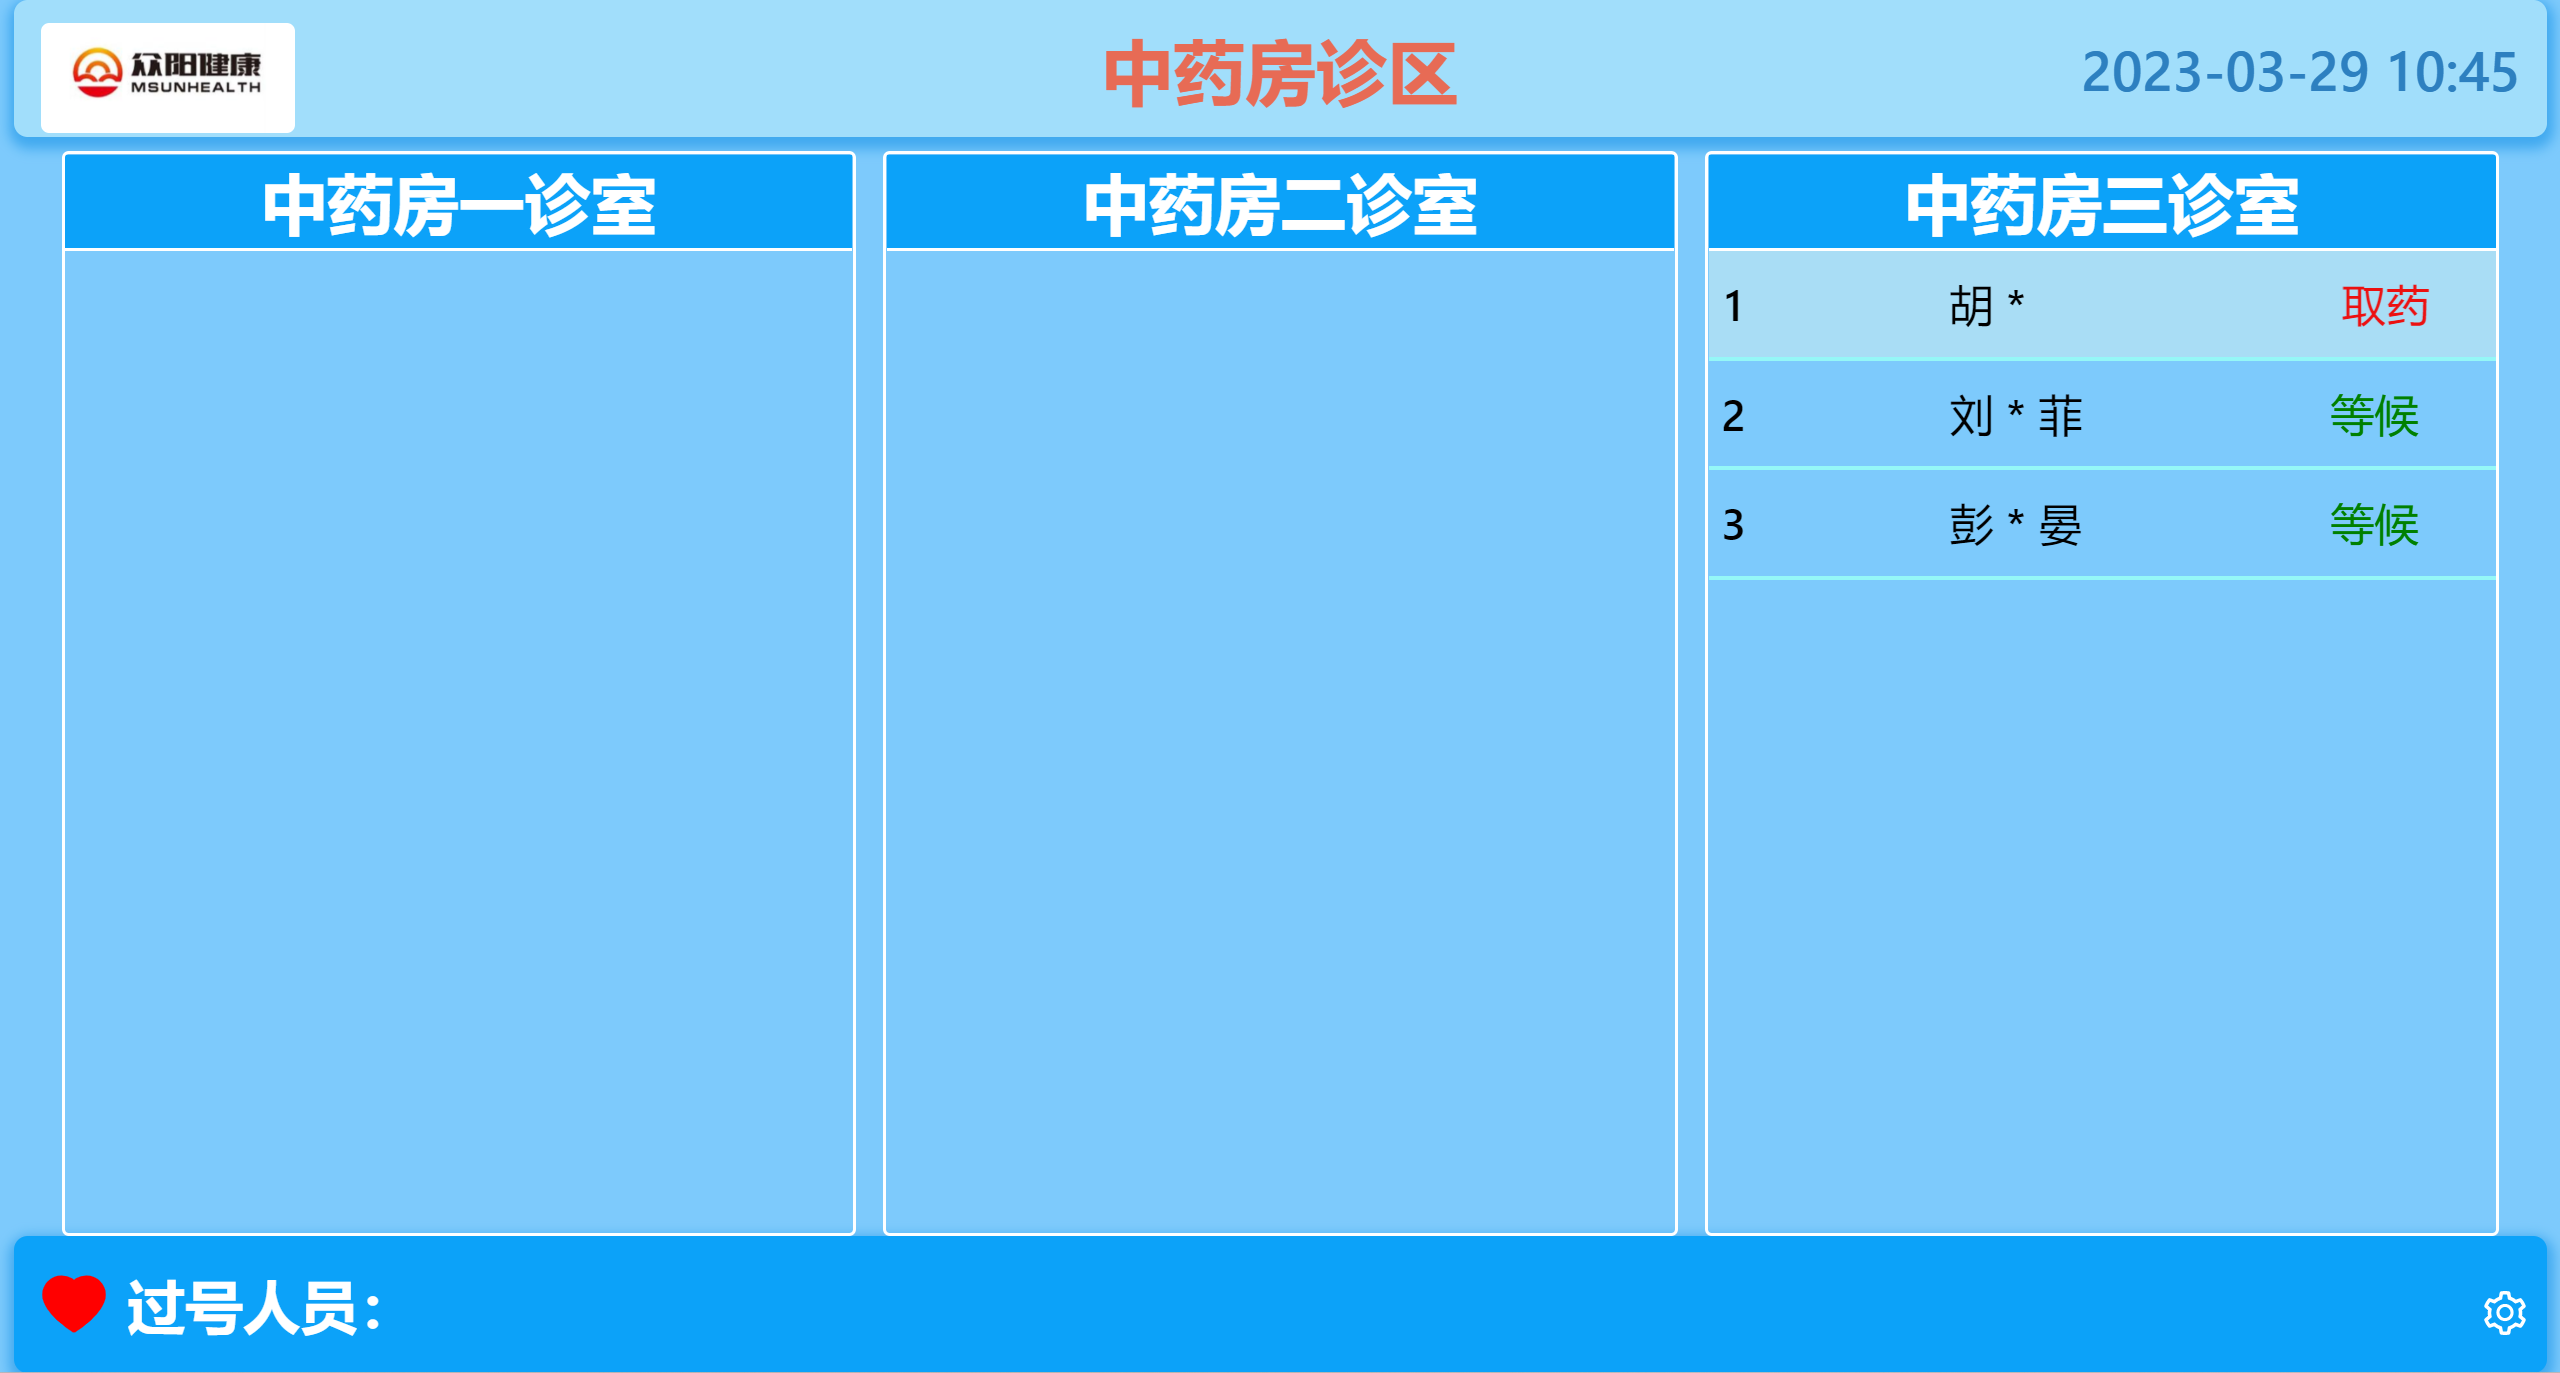 众阳健康
MSUNHEALTH
中药房诊区
2023-03-29 10:45
中药房一诊室
中药房二诊室
中药房三诊室
1 胡 * 取药
2 刘 * 菲 等候
3 彭 * 晏 等候
过号人员：